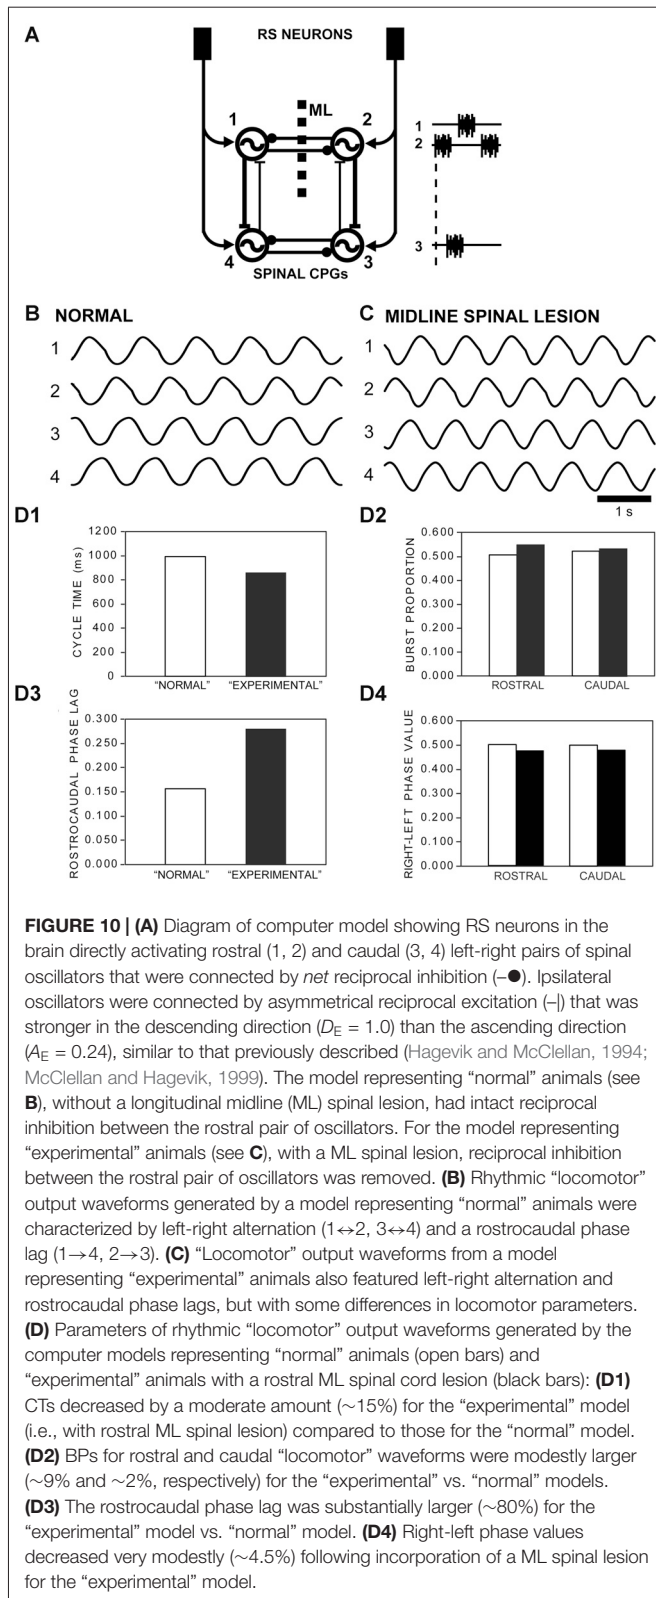 A
RS NEURONS
ML
1
2
4
3
SPINAL CPGs
1
2
3
B NORMAL
1
2
3
4
C MIDLINE SPINAL LESION
1
2
3
4
1 s
D1
CYCLE TIME (ms)
1200
1000
800
600
400
200
0
"NORMAL" "EXPERIMENTAL"
D2
BURST PROPORTION
0.600
0.500
0.400
0.300
0.200
0.100
0.000
ROSTRAL CAUDAL
D3
ROSTROCAUDAL PHASE LAG
0.300
0.250
0.200
0.150
0.100
0.050
0.000
"NORMAL" "EXPERIMENTAL"
D4
RIGHT-LEFT PHASE VALUE
0.600
0.500
0.400
0.300
0.200
0.100
0.000
ROSTRAL CAUDAL
FIGURE 10 | (A) Diagram of computer model showing RS neurons in the
brain directly activating rostral (1, 2) and caudal (3, 4) left-right pairs of spinal
oscillators that were connected by net reciprocal inhibition (–●). Ipsilateral
oscillators were connected by asymmetrical reciprocal excitation (–|) that was
stronger in the descending direction (DE = 1.0) than the ascending direction
(AE = 0.24), similar to that previously described (Hagevik and McClellan, 1994;
McClellan and Hagevik, 1999). The model representing "normal" animals (see
B), without a longitudinal midline (ML) spinal lesion, had intact reciprocal
inhibition between the rostral pair of oscillators. For the model representing
"experimental" animals (see C), with a ML spinal lesion, reciprocal inhibition
between the rostral pair of oscillators was removed. (B) Rhythmic "locomotor"
output waveforms generated by a model representing "normal" animals were
characterized by left-right alternation (1↔2, 3↔4) and a rostrocaudal phase
lag (1→4, 2→3). (C) "Locomotor" output waveforms from a model
representing "experimental" animals also featured left-right alternation and
rostrocaudal phase lags, but with some differences in locomotor parameters.
(D) Parameters of rhythmic "locomotor" output waveforms generated by the
computer models representing "normal" animals (open bars) and
"experimental" animals with a rostral ML spinal cord lesion (black bars): (D1)
CTs decreased by a moderate amount (~15%) for the "experimental" model
(i.e., with rostral ML spinal lesion) compared to those for the "normal" model.
(D2) BPs for rostral and caudal "locomotor" waveforms were modestly larger
(~9% and ~2%, respectively) for the "experimental" vs. "normal" models.
(D3) The rostrocaudal phase lag was substantially larger (~80%) for the
"experimental" model vs. "normal" model. (D4) Right-left phase values
decreased very modestly (~4.5%) following incorporation of a ML spinal lesion
for the "experimental" model.